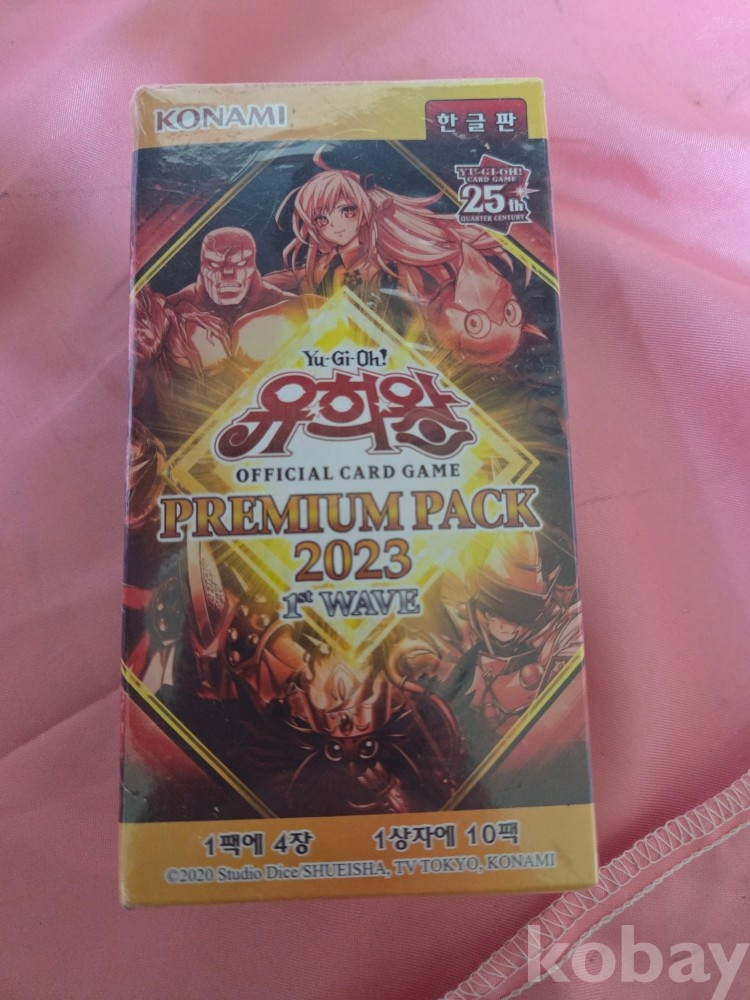 KONAMI
한글판
YU-GI-OH!
CARD GAME
25th
QUARTER CENTURY
Yu-Gi-Oh!
유희왕
OFFICIAL CARD GAME
PREMIUM PACK
2023
1st WAVE
1팩에 4장 1상자에 10팩
©2020 Studio Dice/SHUEISHA, TV TOKYO, KONAMI
kobay